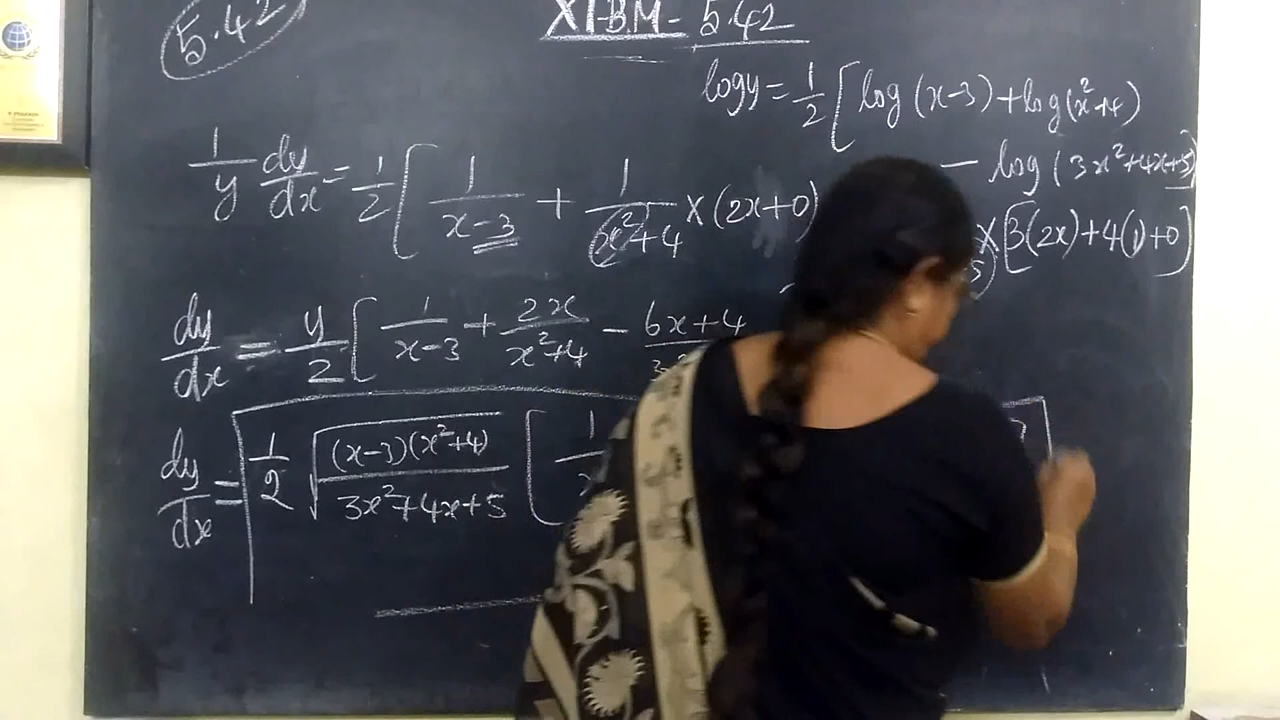 5.42
XI-B.M- 5.42
log y = 1/2 [ log (x-3) + log (x²+4)
- log (3x²+4x+5)]
1/y dy/dx = 1/2 [ 1/(x-3) + 1/(x²+4) × (2x+0) × [3(2x)+4(1)+0]
dy/dx = y/2 [ 1/(x-3) + 2x/(x²+4) - 6x+4
dy/dx = 1/2 √((x-3)(x²+4)/(3x²+4x+5)) [ 1